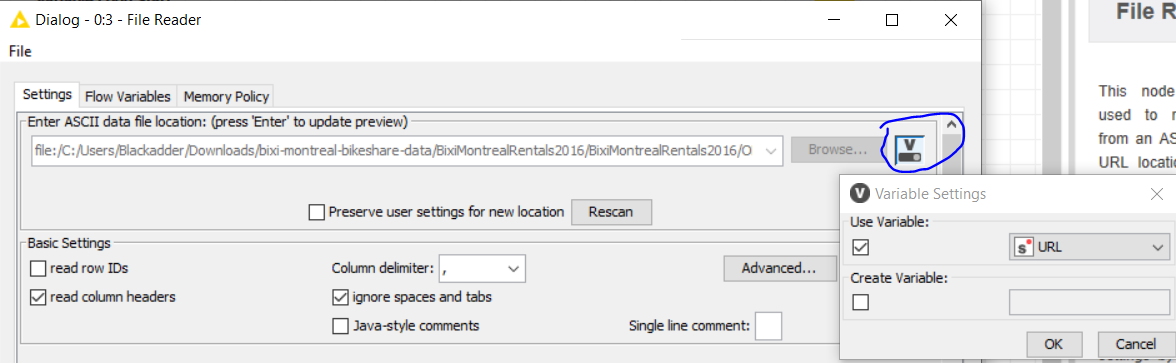 Dialog - 0:3 - File Reader
File R
File
Settings
Flow Variables
Memory Policy
This node
used to r
from an AS
URL locatio
Enter ASCII data file location: (press 'Enter' to update preview)
file:/C:/Users/Blackadder/Downloads/bixi-montreal-bikeshare-data/BixiMontrealRentals2016/BixiMontrealRentals2016/O
Browse...
V
Preserve user settings for new location
Rescan
Basic Settings
read row IDs
Column delimiter: ,
Advanced...
read column headers
ignore spaces and tabs
Java-style comments
Single line comment:
V Variable Settings
Use Variable:
s URL
Create Variable:
OK
Cancel